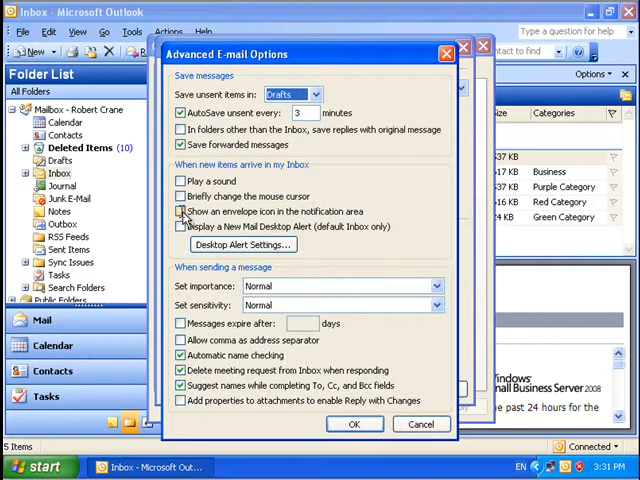 Inbox - Microsoft Outlook
File Edit View Go Tools
Type a question for help
New
Folder List
All Folders
Mailbox - Robert Crane
Calendar
Contacts
Deleted Items (10)
Drafts
Inbox
Journal
Junk E-Mail
Notes
Outbox
RSS Feeds
Sent Items
Sync Issues
Tasks
Search Folders
Public Folders
Mail
Calendar
Contacts
Tasks
5 Items
Advanced E-mail Options
Save messages
Save unsent items in: Drafts
AutoSave unsent every: 3 minutes
In folders other than the Inbox, save replies with original message
Save forwarded messages
When new items arrive in my Inbox
Play a sound
Briefly change the mouse cursor
Show an envelope icon in the notification area
Display a New Mail Desktop Alert (default Inbox only)
Desktop Alert Settings...
When sending a message
Set importance: Normal
Set sensitivity: Normal
Messages expire after: days
Allow comma as address separator
Automatic name checking
Delete meeting request from Inbox when responding
Suggest names while completing To, Cc, and Bcc fields
Add properties to attachments to enable Reply with Changes
OK Cancel
Options
Categories
537 KB
17 KB Business
5 KB Purple Category
9 KB Green Category
537 KB
Windows
Small Business Server 2008
e past 24 hours for the
Connected
start
Inbox - Microsoft Out...
EN
3:31 PM